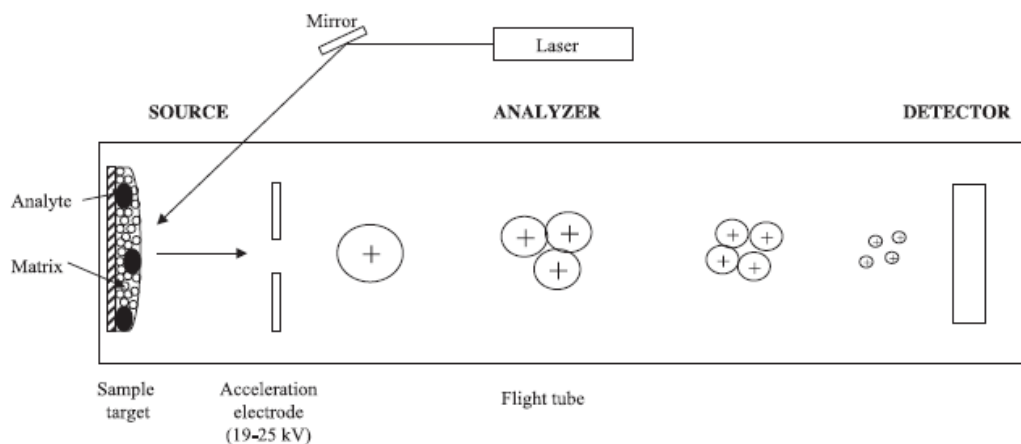 Mirror
Laser
SOURCE
ANALYZER
DETECTOR
Analyte
Matrix
+
+ + +
+ + + +
+ + + +
Sample
target
Acceleration
electrode
(19-25 kV)
Flight tube